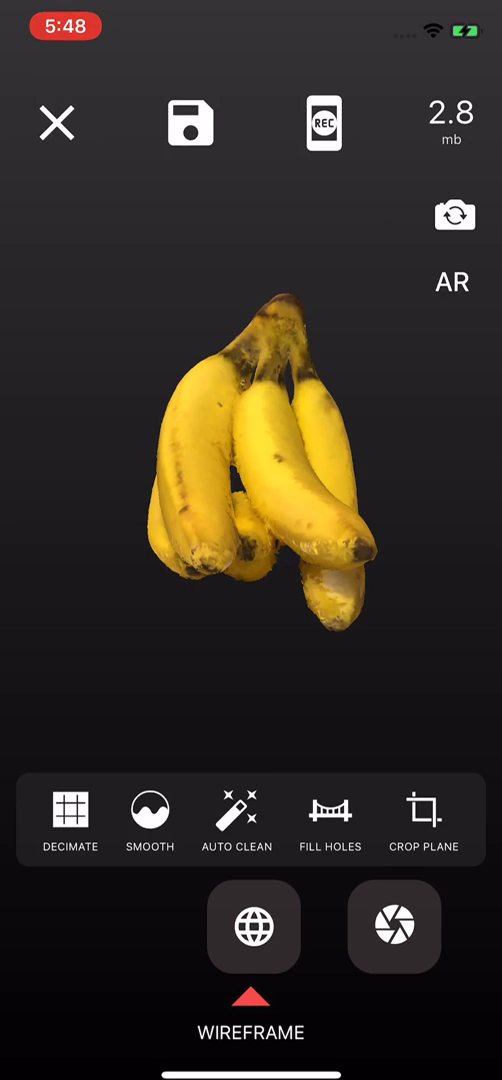 5:48
REC
2.8
mb
AR
DECIMATE
SMOOTH
AUTO CLEAN
FILL HOLES
CROP PLANE
WIREFRAME